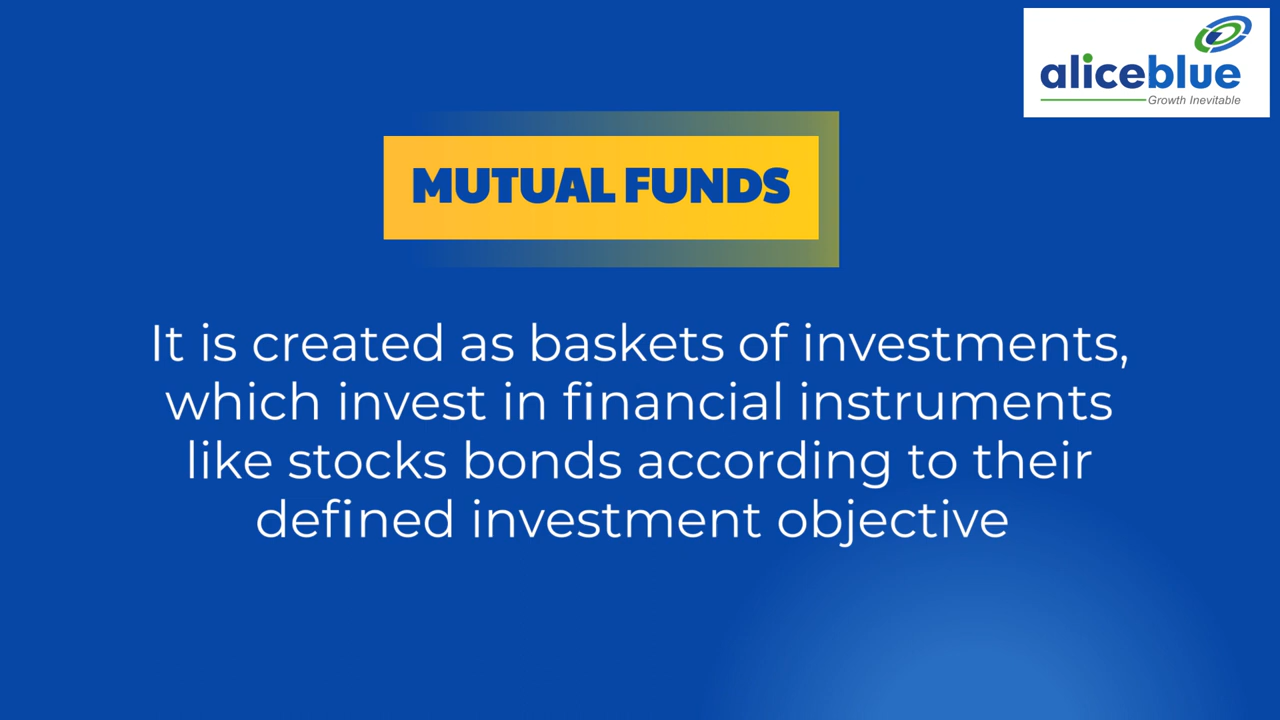 aliceblue
Growth Inevitable
MUTUAL FUNDS
It is created as baskets of investments,
which invest in financial instruments
like stocks bonds according to their
defined investment objective